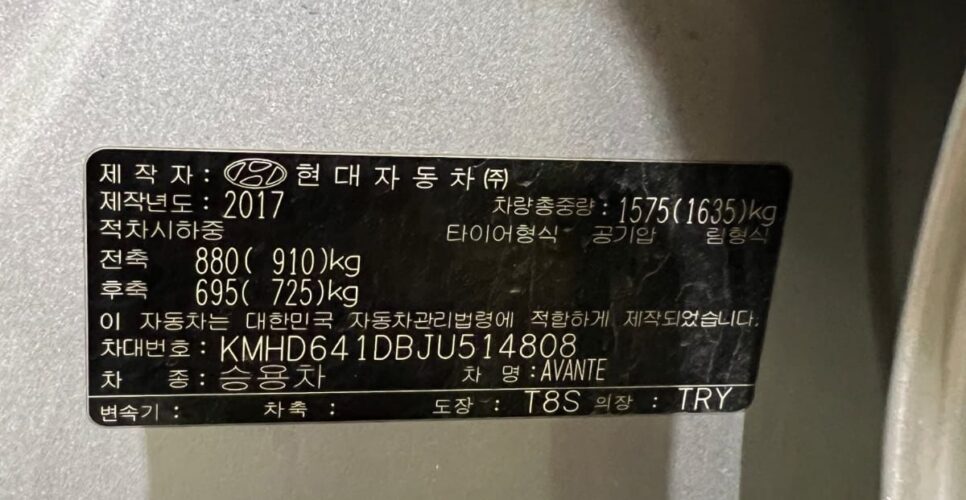 제 작 자 : 현 대 자 동 차 ㈜
제작년도 : 2017 차량총중량 : 1575(1635)kg
적차시하중 타이어형식 공기압 림형식
전축 880( 910)kg
후축 695( 725)kg
이 자동차는 대한민국 자동차관리법령에 적합하게 제작되었습니다.
차대번호 : KMHD641DBJU514808
차 종 : 승용차 차 명 : AVANTE
변속기 : 차축 : 도장 : T8S 의장 : TRY